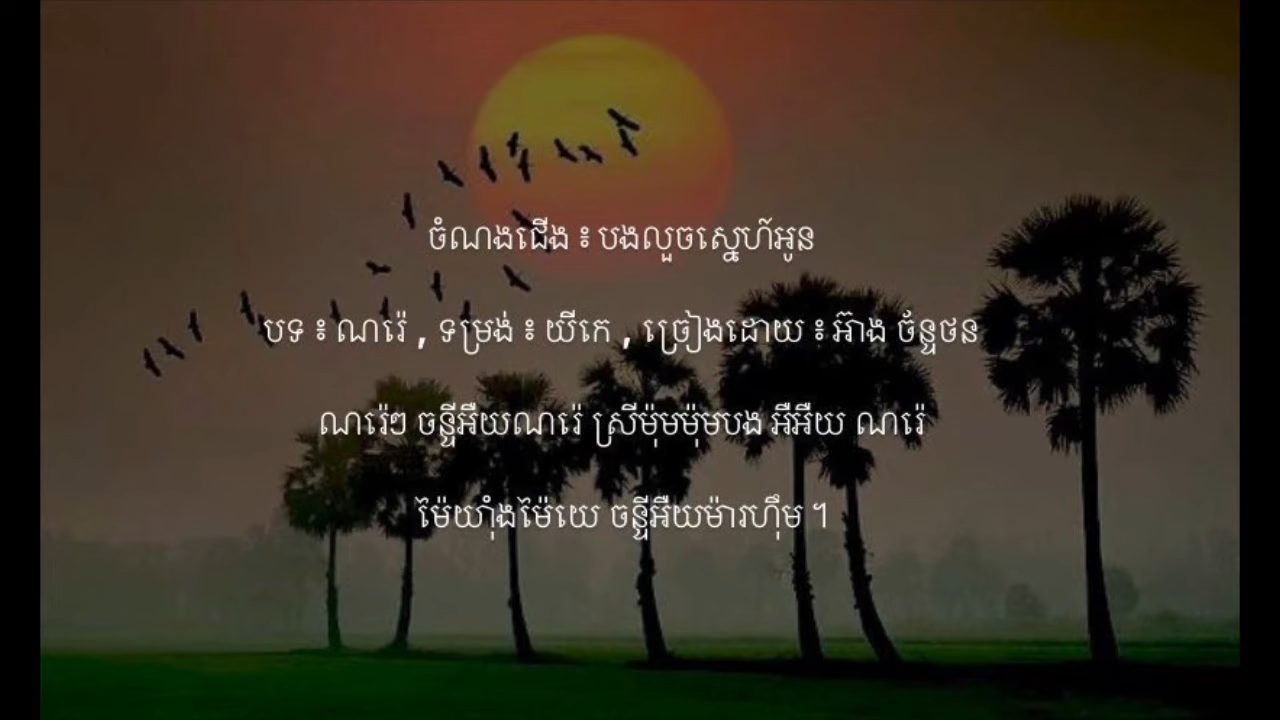 ចំណងជើង ៖ បងលួចស្នេហ៍អូន
បទ ៖ ណរ៉េ , ទម្រង់ ៖ យីកេ , ច្រៀងដោយ ៖ អ៊ាង ច័ន្ទថន
ណរ៉េៗ ចន្ទីអឺយណរ៉េ ស្រីម៉ុមម៉ុមបង អឺអឺយ ណរ៉េ
ម៉ៃយ៉ាំងម៉ៃយេ ចន្ទីអឺយម៉ារហ៊ឹម ។